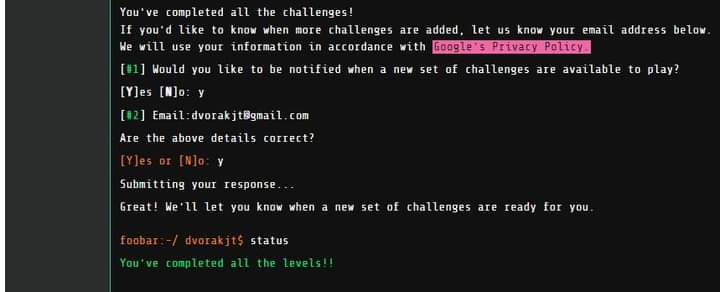 You've completed all the challenges!
If you'd like to know when more challenges are added, let us know your email address below.
We will use your information in accordance with Google's Privacy Policy.
[#1] Would you like to be notified when a new set of challenges are available to play?
[Y]es [N]o: y
[#2] Email:dvorakjt@gmail.com
Are the above details correct?
[Y]es or [N]o: y
Submitting your response...
Great! We'll let you know when a new set of challenges are ready for you.
foobar:~/ dvorakjt$ status
You've completed all the levels!!